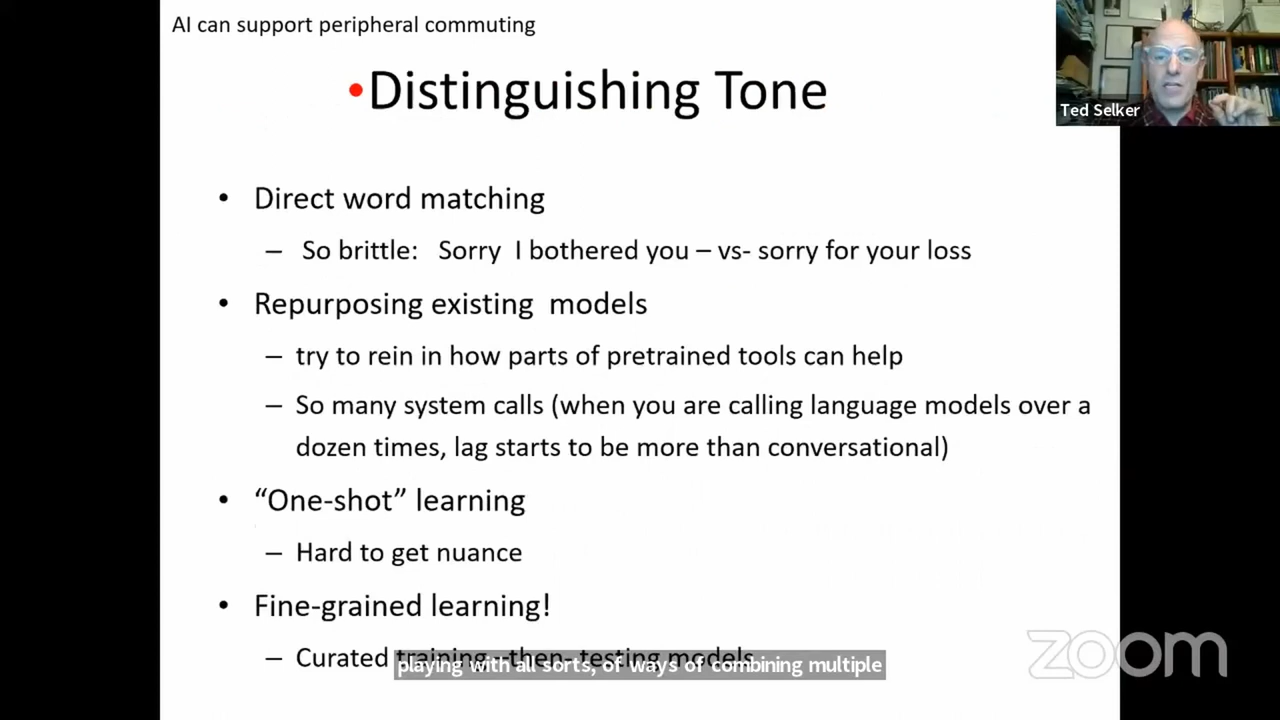 AI can support peripheral commuting
•Distinguishing Tone
Ted Selker
• Direct word matching
– So brittle: Sorry I bothered you – vs- sorry for your loss
• Repurposing existing models
– try to rein in how parts of pretrained tools can help
– So many system calls (when you are calling language models over a
dozen times, lag starts to be more than conversational)
• “One-shot” learning
– Hard to get nuance
• Fine-grained learning!
– Curated training--then- testing models
playing with all sorts, of ways of combining multiple
zoom